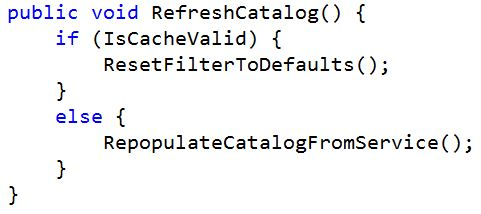 public void RefreshCatalog() {
    if (IsCacheValid) {
        ResetFilterToDefaults();
    }
    else {
        RepopulateCatalogFromService();
    }
}